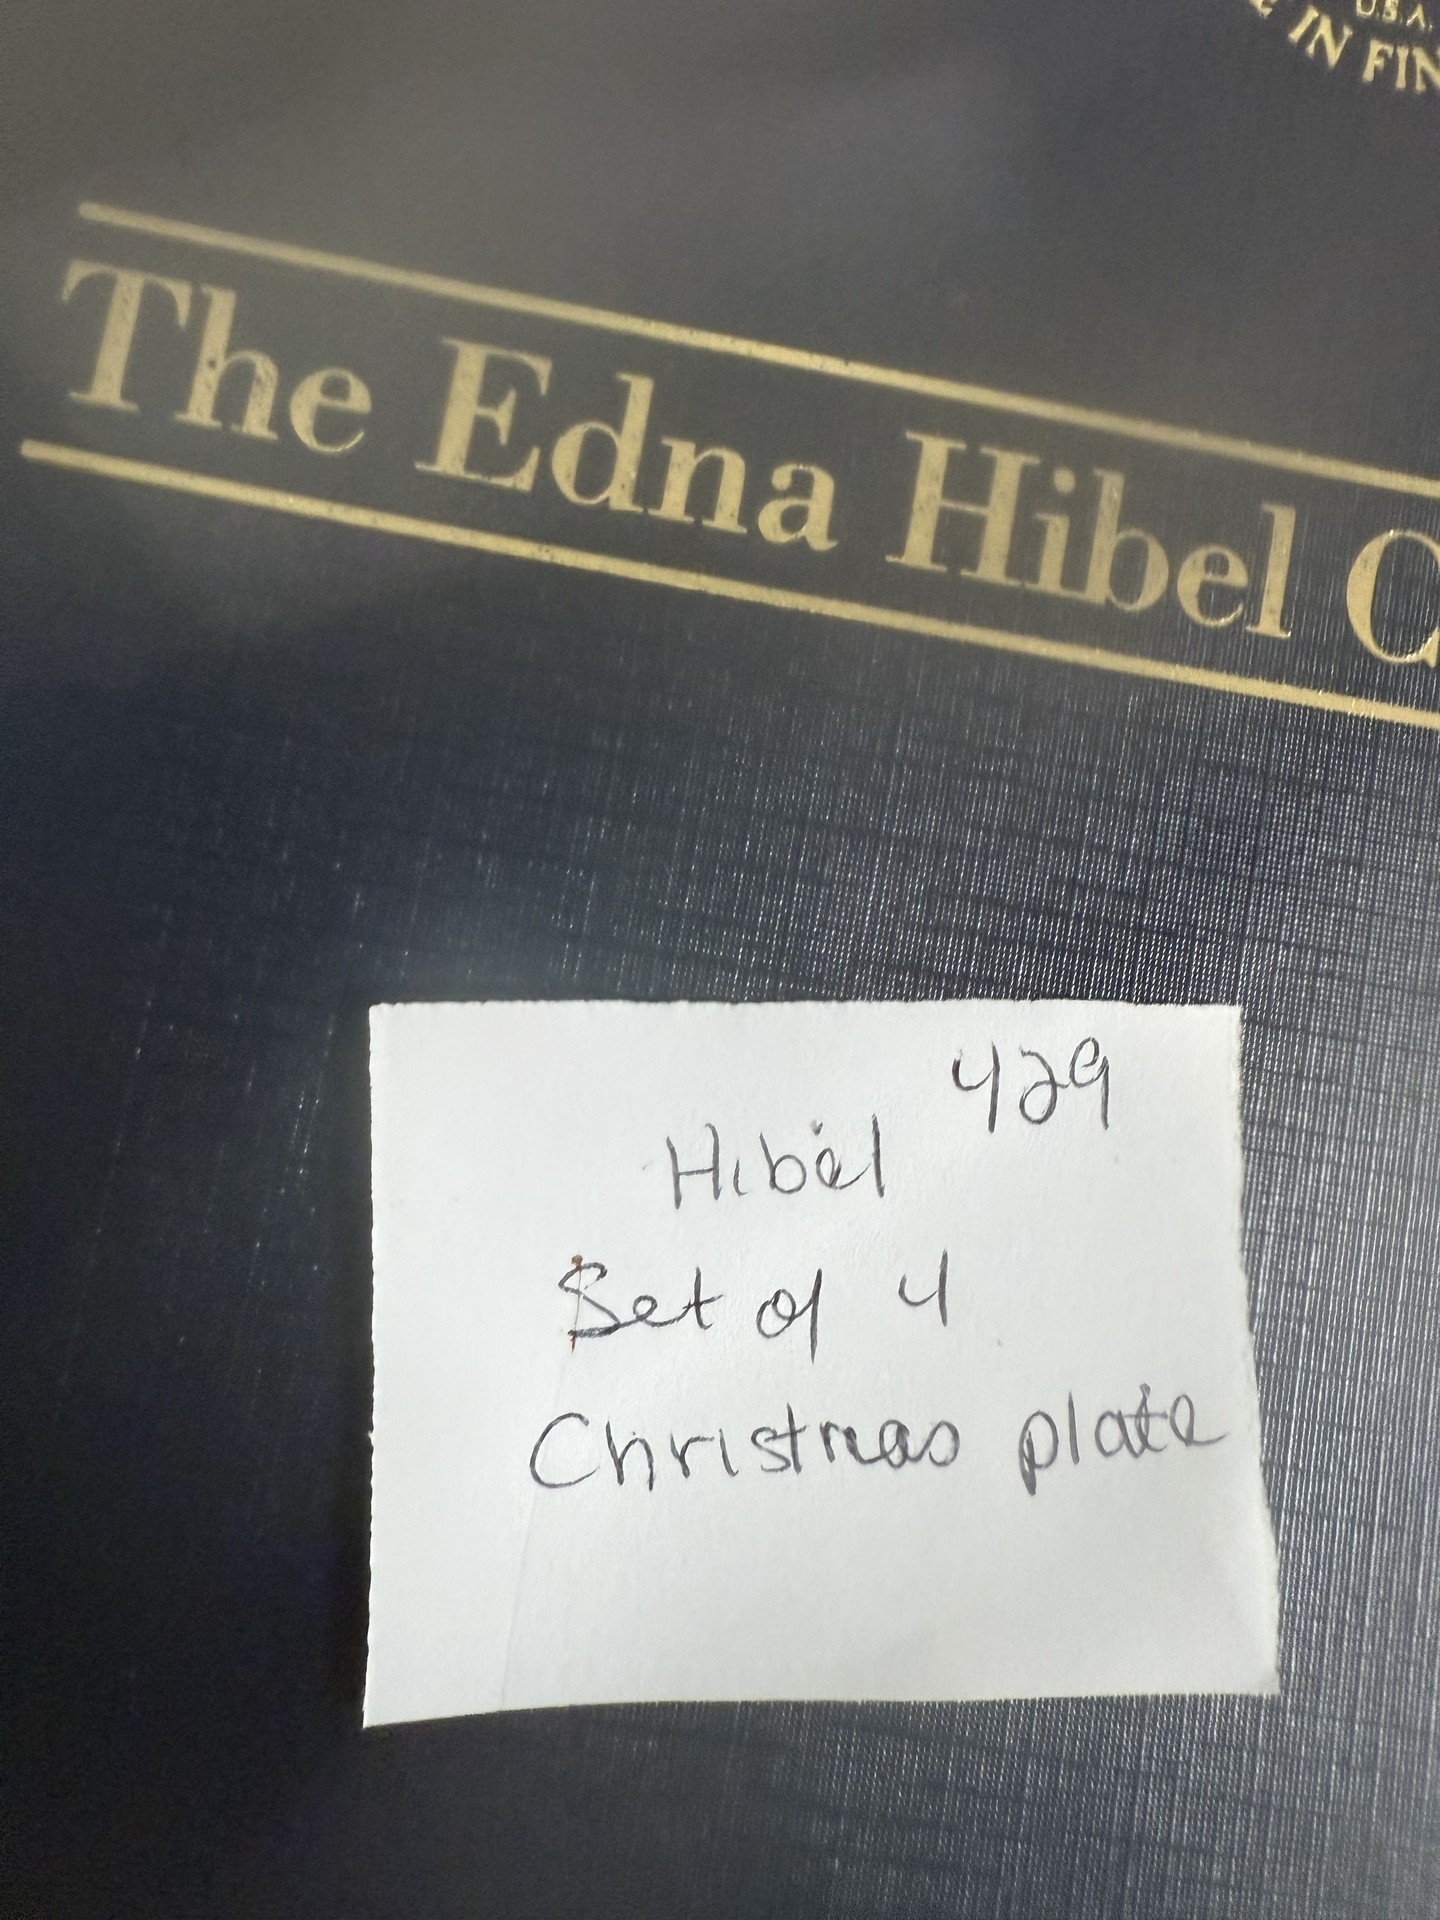 U.S.A.
IN FIN
The Edna Hibel C
429
Hibel
Set of 4
Christmas plate